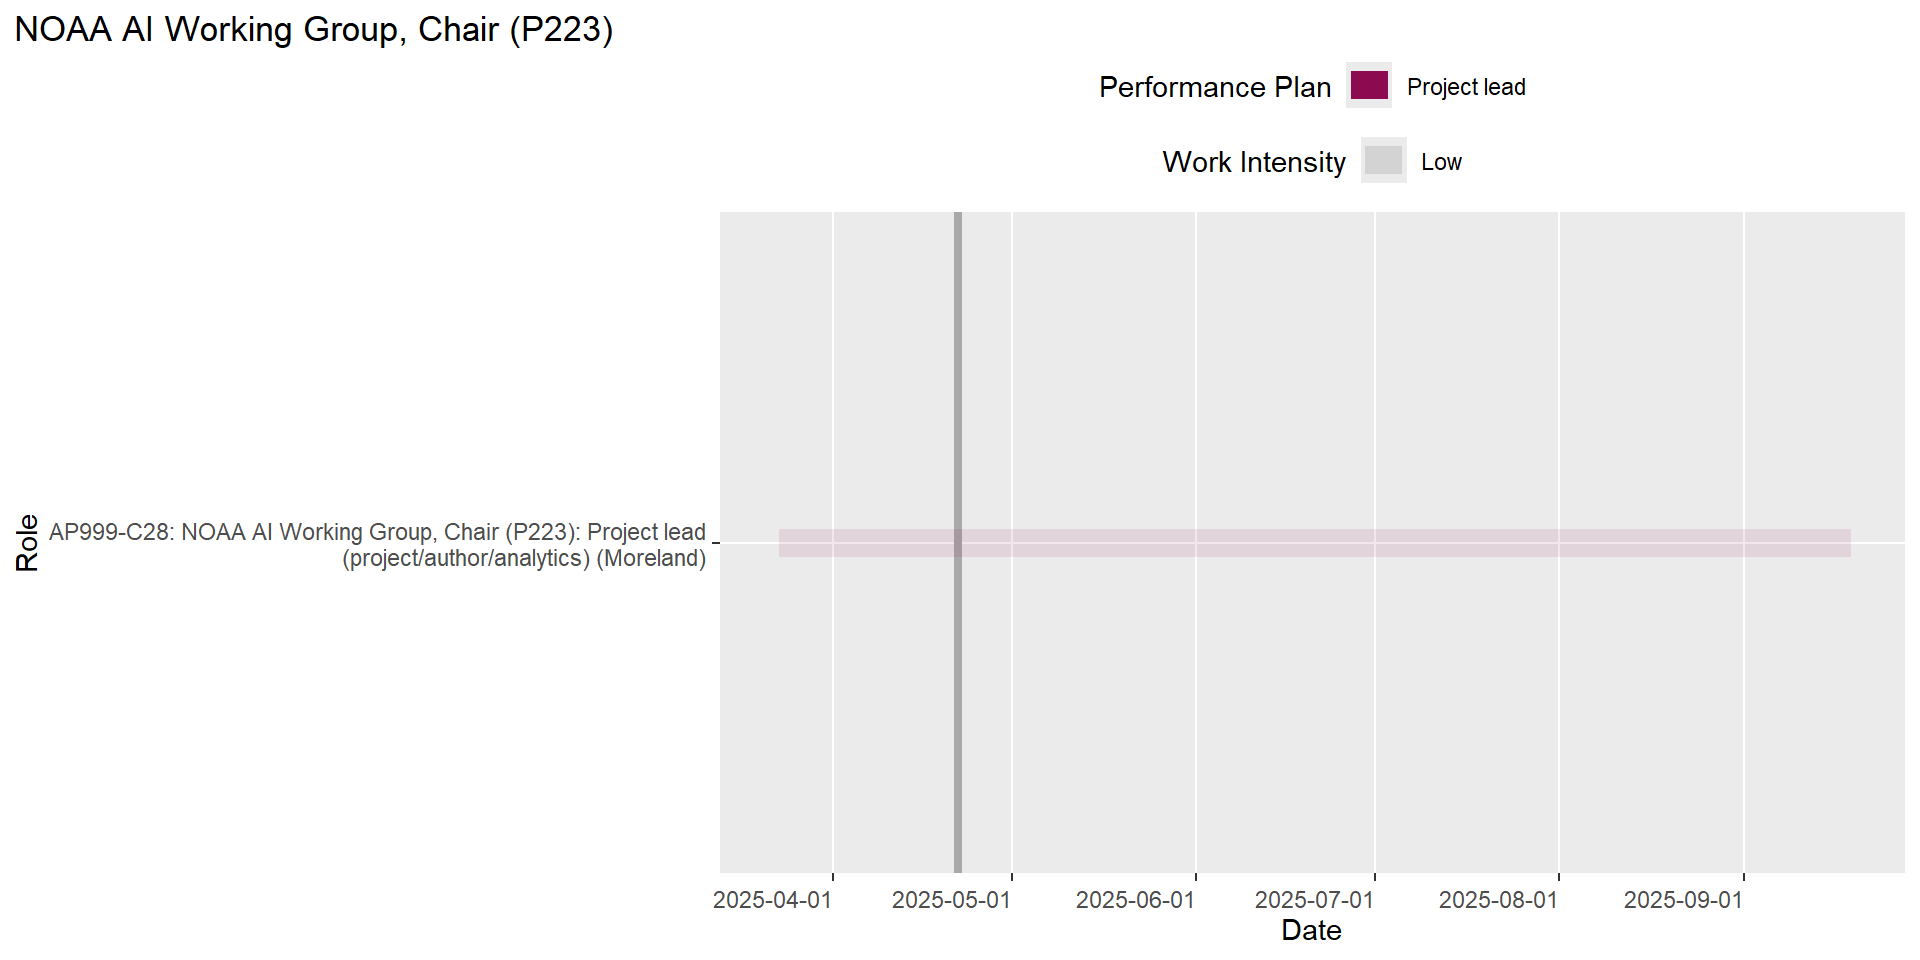 NOAA AI Working Group, Chair (P223)
Performance Plan
Project lead
Work Intensity
Low
Role
AP999-C28: NOAA AI Working Group, Chair (P223): Project lead
(project/author/analytics) (Moreland)
2025-04-01
2025-05-01
2025-06-01
2025-07-01
2025-08-01
2025-09-01
Date